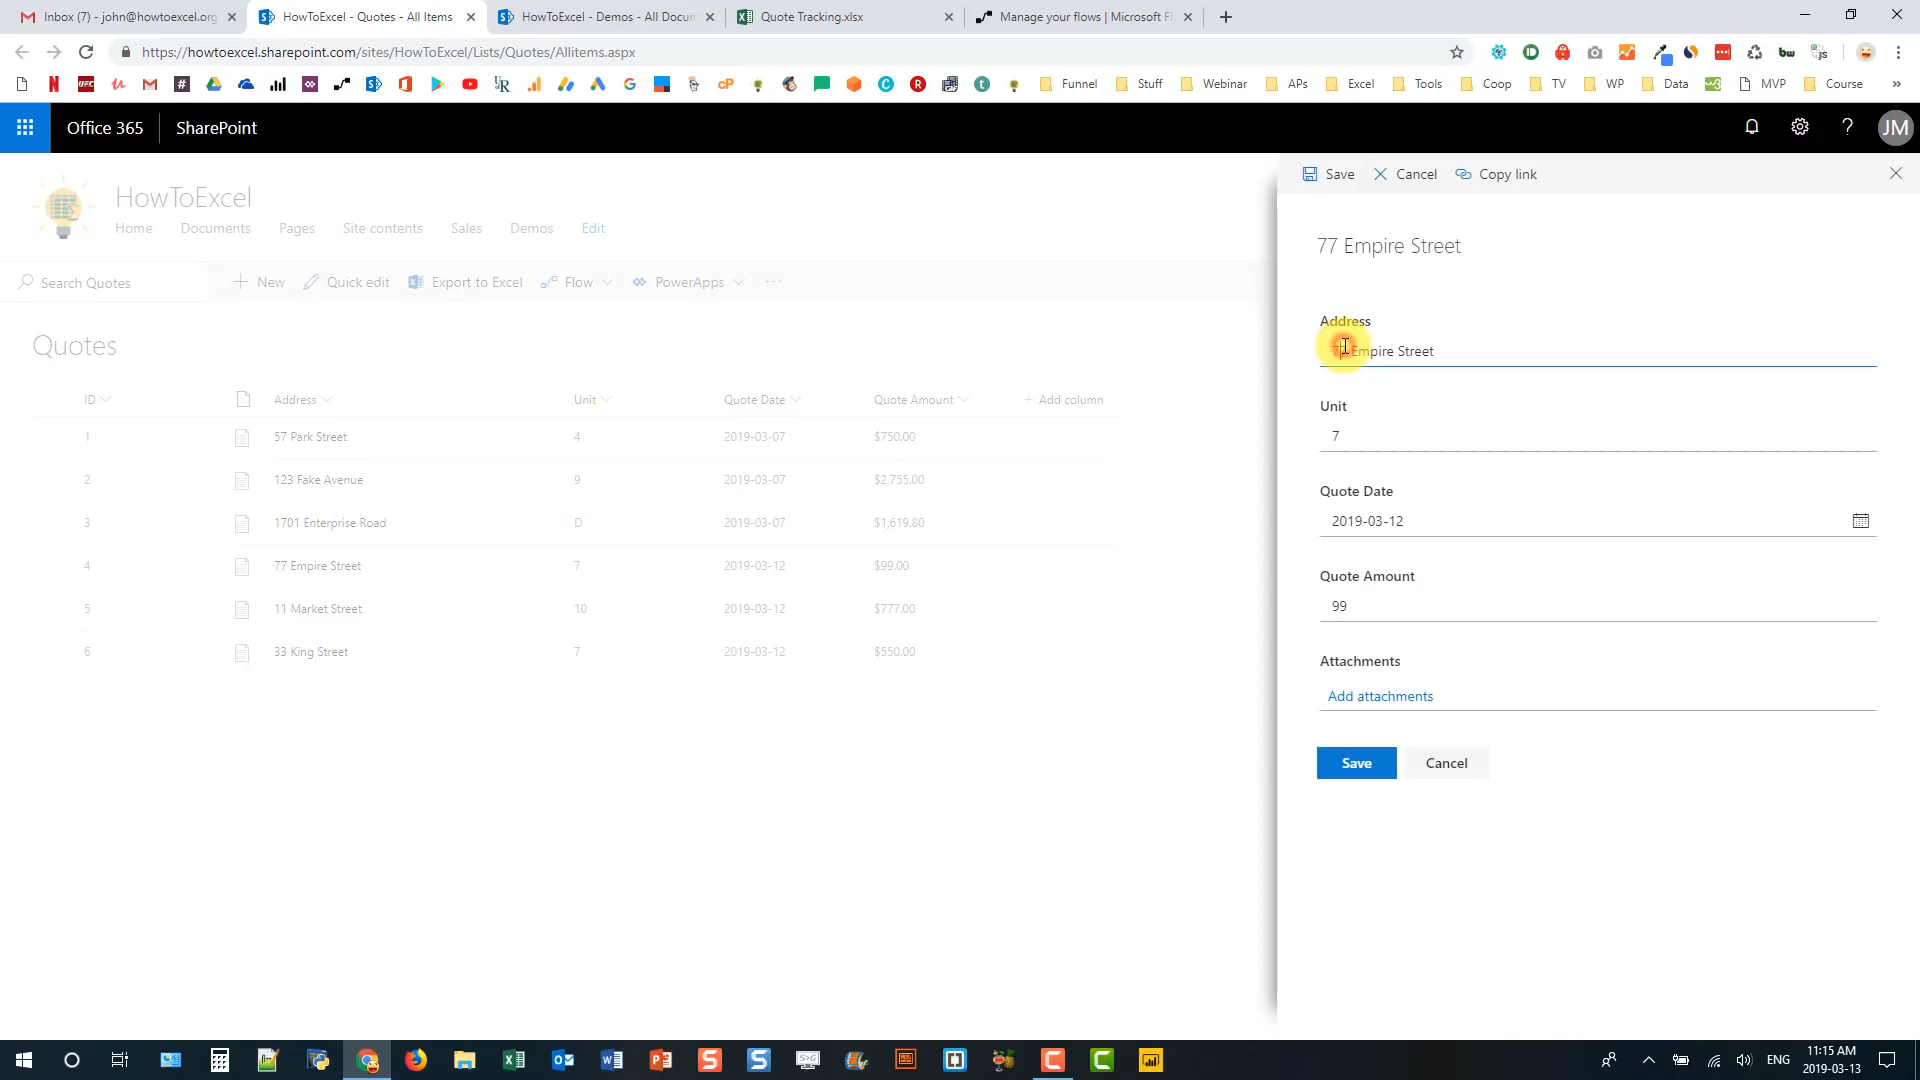 Inbox (7) - john@howtoexcel.org
HowToExcel - Quotes - All Items
HowToExcel - Demos - All Docun
Quote Tracking.xlsx
Manage your flows | Microsoft Fl
https://howtoexcel.sharepoint.com/sites/HowToExcel/Lists/Quotes/AllItems.aspx
Funnel
Stuff
Webinar
APs
Excel
Tools
Coop
TV
WP
Data
MVP
Course
Office 365
SharePoint
JM
HowToExcel
Home
Documents
Pages
Site contents
Sales
Demos
Edit
Search Quotes
New
Quick edit
Export to Excel
Flow
PowerApps
Quotes
ID Address Unit Quote Date Quote Amount + Add column
1 57 Park Street 4 2019-03-07 $750.00
2 123 Fake Avenue 9 2019-03-07 $2,755.00
3 1701 Enterprise Road D 2019-03-07 $1,619.80
4 77 Empire Street 7 2019-03-12 $99.00
5 11 Market Street 10 2019-03-12 $777.00
6 33 King Street 7 2019-03-12 $550.00
Save
Cancel
Copy link
77 Empire Street
Address
77 Empire Street
Unit
7
Quote Date
2019-03-12
Quote Amount
99
Attachments
Add attachments
Save
Cancel
ENG
11:15 AM
2019-03-13